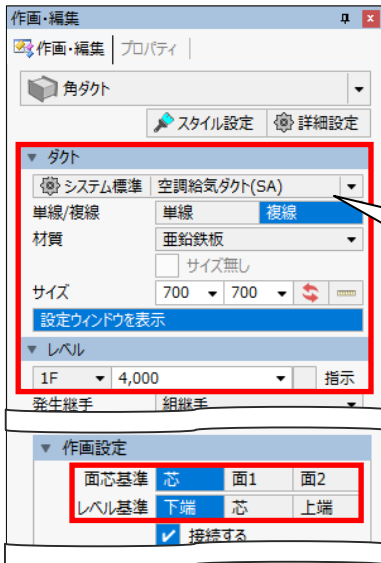 作画・編集
作画・編集 プロパティ
角ダクト
スタイル設定 詳細設定
ダクト
システム標準 空調給気ダクト(SA)
単線/複線 単線 複線
材質 亜鉛鉄板
サイズ無し
サイズ 700 700
設定ウィンドウを表示
レベル
1F 4,000 指示
発生継手 組継手
作画設定
面芯基準 芯 面1 面2
レベル基準 下端 芯 上端
接続する